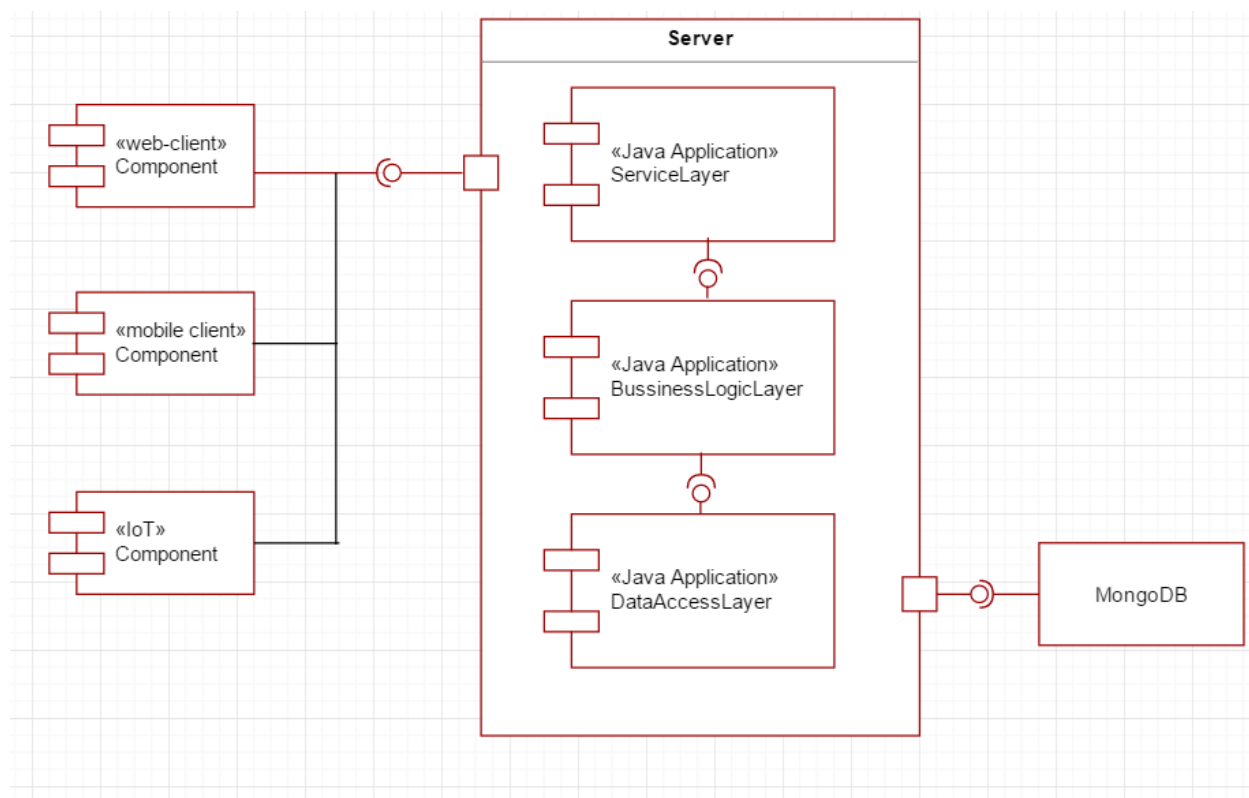 Server
«web-client»
Component
«mobile client»
Component
«IoT»
Component
«Java Application»
ServiceLayer
«Java Application»
BussinessLogicLayer
«Java Application»
DataAccessLayer
MongoDB